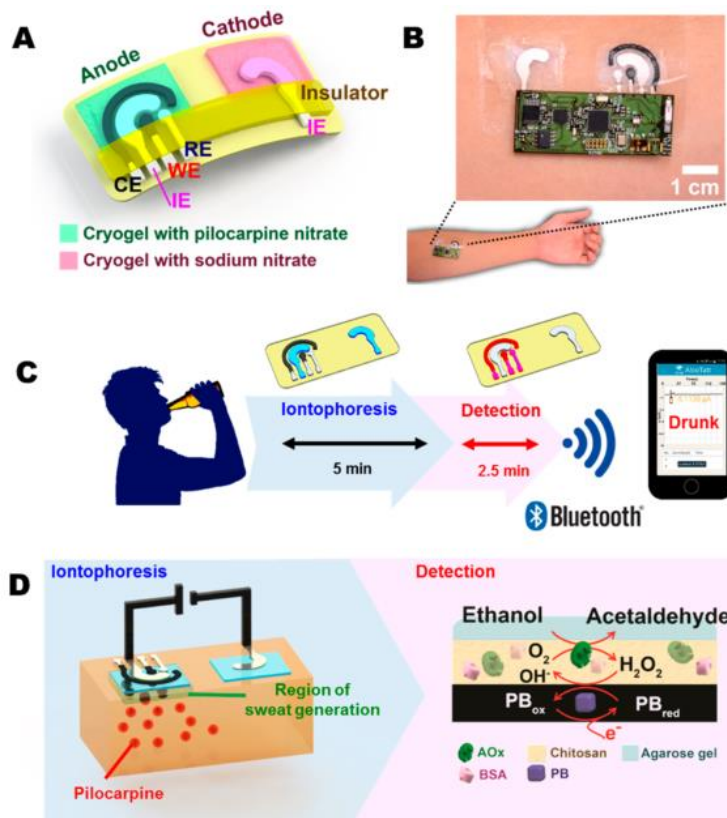 A
Anode
Cathode
Insulator
IE
RE
WE
CE
IE
Cryogel with pilocarpine nitrate
Cryogel with sodium nitrate
B
1 cm
C
Iontophoresis
5 min
Detection
2.5 min
Bluetooth®
Drunk
D
Iontophoresis
Region of
sweat generation
Pilocarpine
Detection
Ethanol Acetaldehyde
O2
OH-
H2O2
PBox
PBred
e-
AOx
Chitosan
Agarose gel
BSA
PB